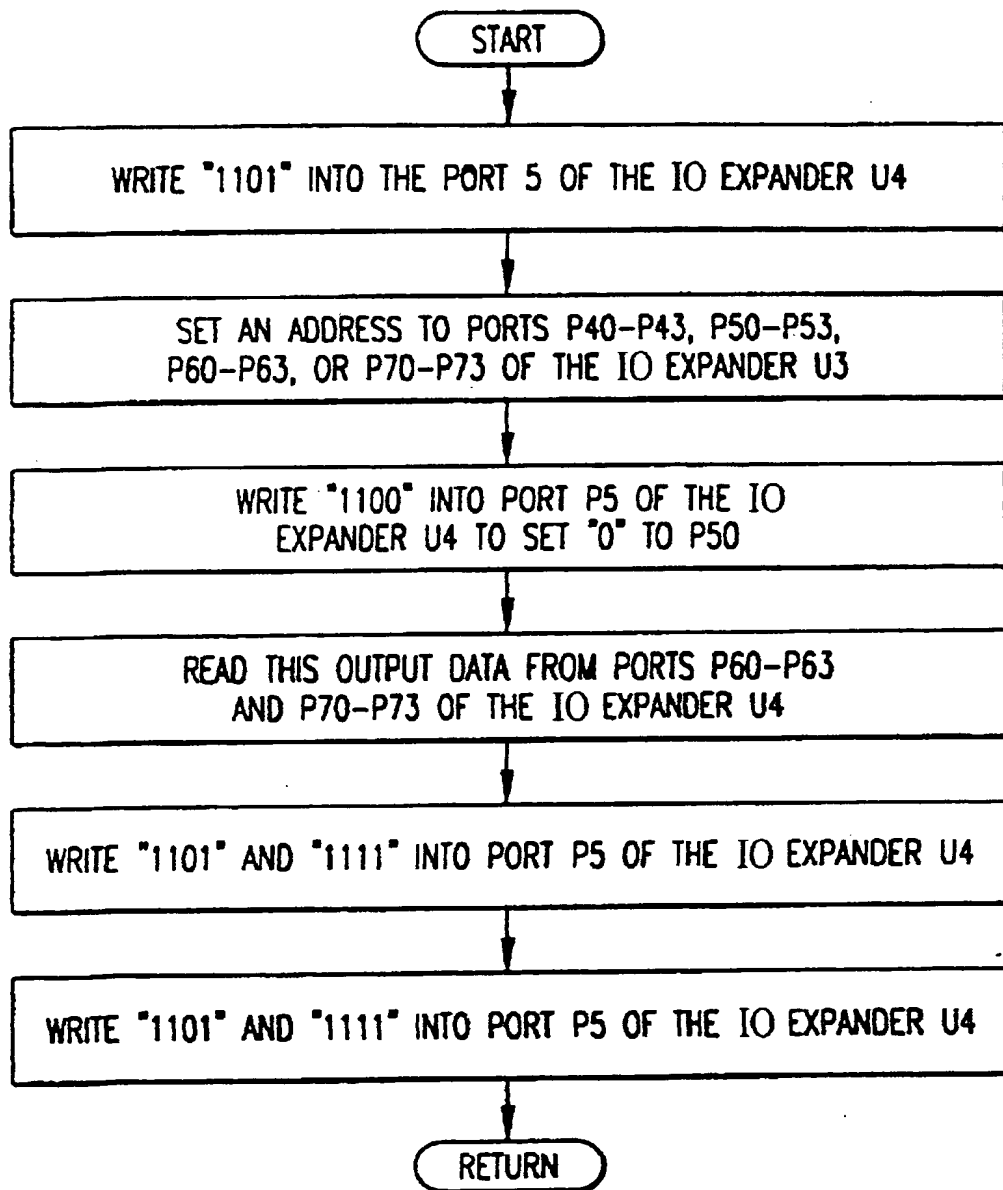 START
WRITE "1101" INTO THE PORT 5 OF THE IO EXPANDER U4
SET AN ADDRESS TO PORTS P40-P43, P50-P53,
P60-P63, OR P70-P73 OF THE IO EXPANDER U3
WRITE "1100" INTO PORT P5 OF THE IO
EXPANDER U4 TO SET "0" TO P50
READ THIS OUTPUT DATA FROM PORTS P60-P63
AND P70-P73 OF THE IO EXPANDER U4
WRITE "1101" AND "1111" INTO PORT P5 OF THE IO EXPANDER U4
WRITE "1101" AND "1111" INTO PORT P5 OF THE IO EXPANDER U4
RETURN